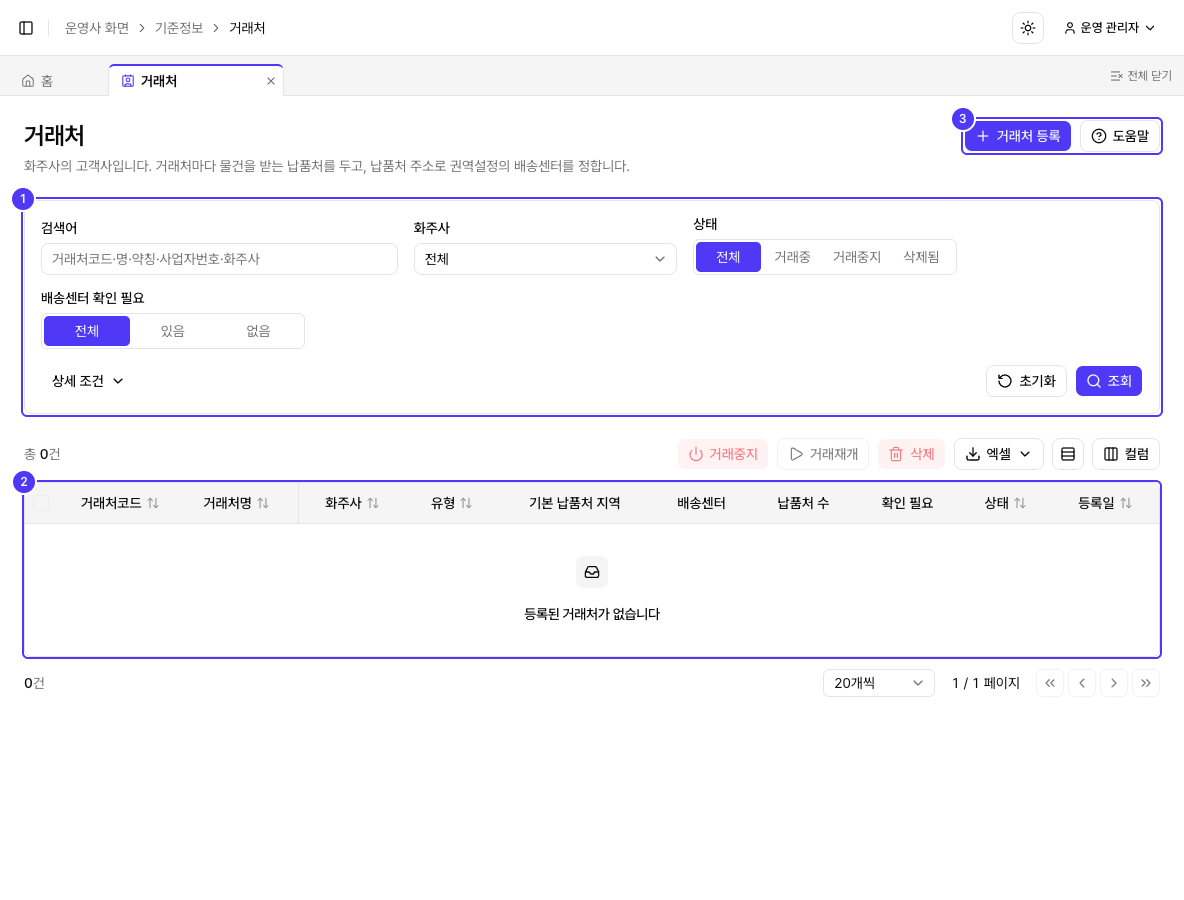 운영사 화면 > 기준정보 > 거래처
운영 관리자
홈
거래처
전체 닫기
거래처
화주사의 고객사입니다. 거래처마다 물건을 받는 납품처를 두고, 납품처 주소로 권역설정의 배송센터를 정합니다.
3
거래처 등록
도움말
1
검색어
화주사
상태
거래처코드·명·약칭·사업자번호·화주사
전체
전체 거래중 거래중지 삭제됨
배송센터 확인 필요
전체 있음 없음
상세 조건
초기화
조회
총 0건
거래중지
거래재개
삭제
엑셀
컬럼
2
거래처코드 거래처명 화주사 유형 기본 납품처 지역 배송센터 납품처 수 확인 필요 상태 등록일
등록된 거래처가 없습니다
0건
20개씩
1 / 1 페이지